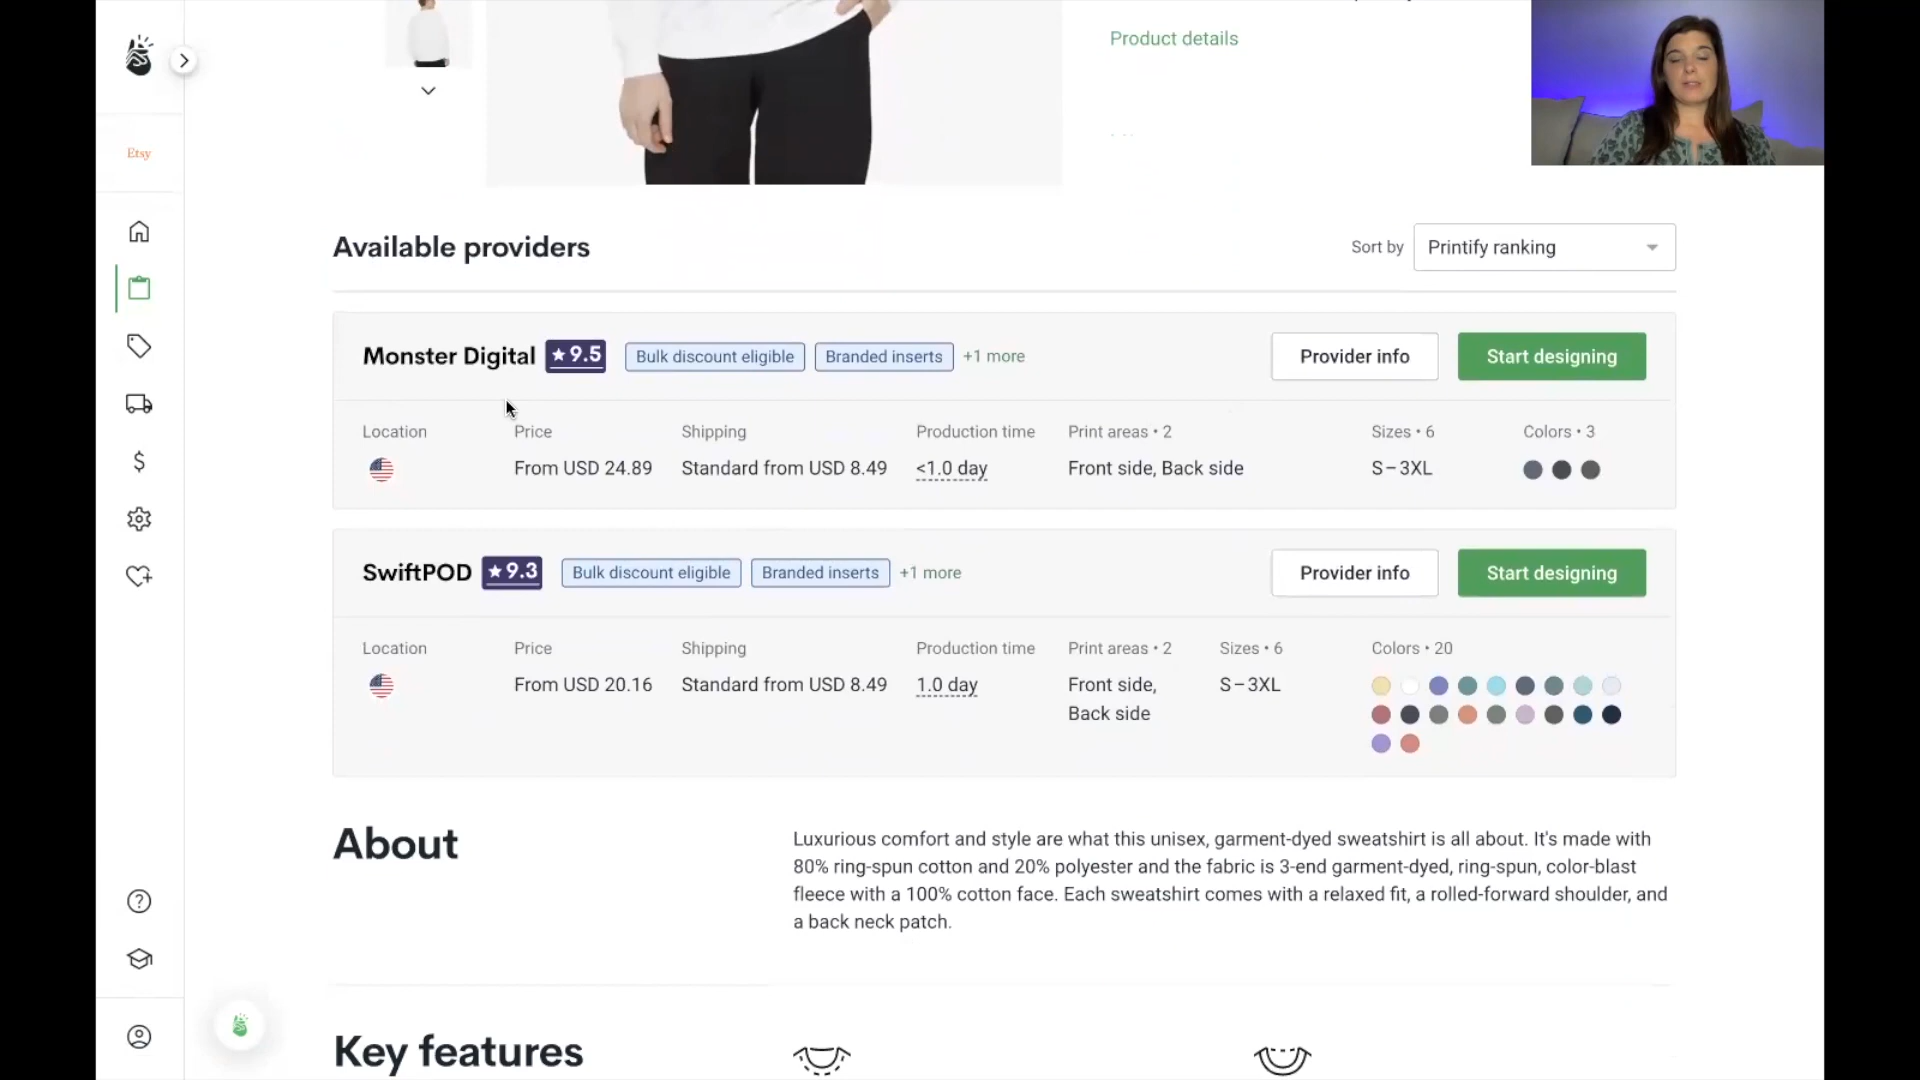 Product details
Etsy
Available providers
Sort by
Printify ranking
Monster Digital
★ 9.5
Bulk discount eligible
Branded inserts
+1 more
Provider info
Start designing
Location
Price
Shipping
Production time
Print areas • 2
Sizes • 6
Colors • 3
From USD 24.89
Standard from USD 8.49
<1.0 day
Front side, Back side
S–3XL
SwiftPOD
★ 9.3
Bulk discount eligible
Branded inserts
+1 more
Provider info
Start designing
Location
Price
Shipping
Production time
Print areas • 2
Sizes • 6
Colors • 20
From USD 20.16
Standard from USD 8.49
1.0 day
Front side,
Back side
S–3XL
About
Luxurious comfort and style are what this unisex, garment-dyed sweatshirt is all about. It's made with
80% ring-spun cotton and 20% polyester and the fabric is 3-end garment-dyed, ring-spun, color-blast
fleece with a 100% cotton face. Each sweatshirt comes with a relaxed fit, a rolled-forward shoulder, and
a back neck patch.
Key features